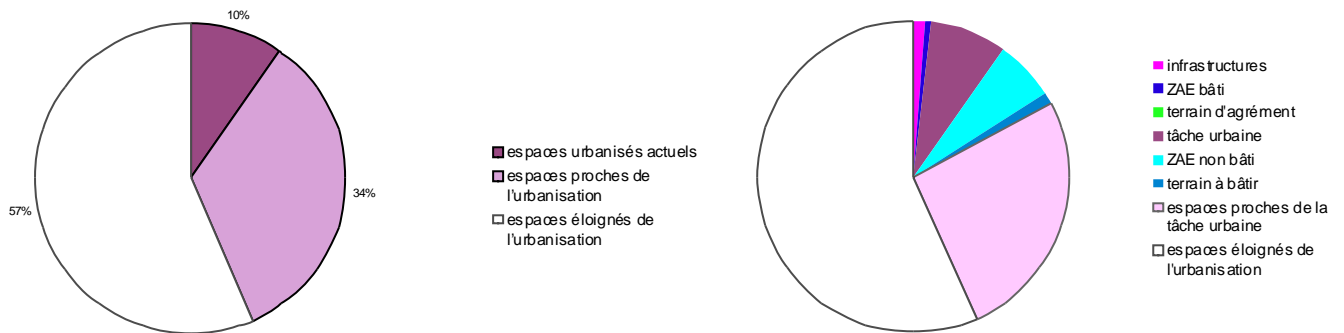 10%
34%
57%
espaces urbanisés actuels
espaces proches de
l'urbanisation
espaces éloignés de
l'urbanisation
infrastructures
ZAE bâti
terrain d'agrément
tâche urbaine
ZAE non bâti
terrain à bâtir
espaces proches de la
tâche urbaine
espaces éloignés de
l'urbanisation